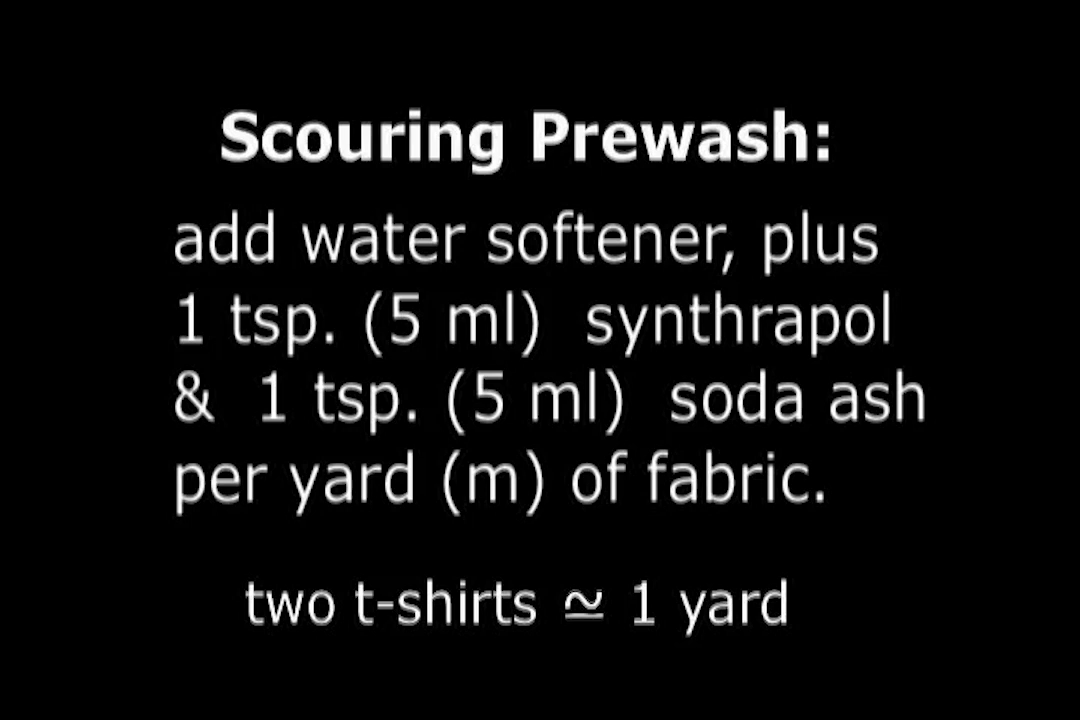 Scouring Prewash:
add water softener, plus
1 tsp. (5 ml) synthrapol
& 1 tsp. (5 ml) soda ash
per yard (m) of fabric.
two t-shirts ≃ 1 yard